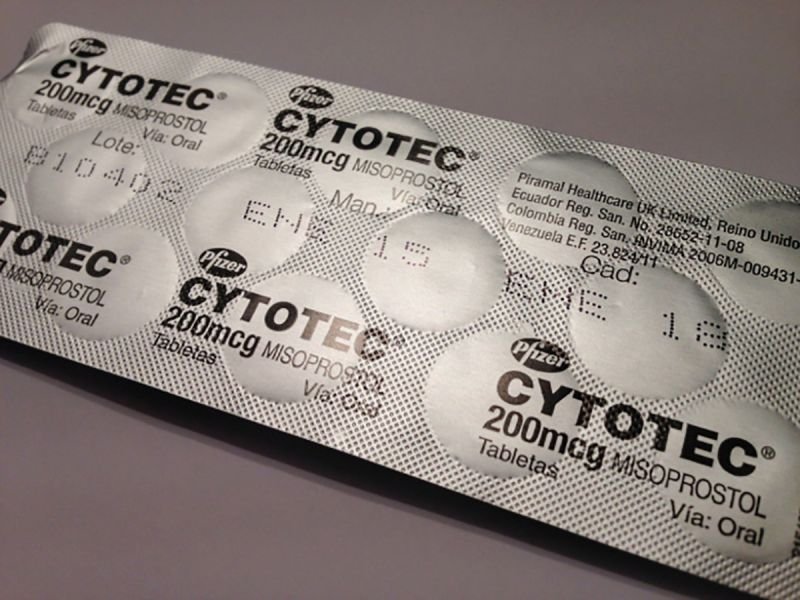 Pfizer
CYTOTEC®
200mcg MISOPROSTOL
Tabletas
Vía: Oral
Lote:
B10402
Pfizer
CYTOTEC®
200mcg MISOPROSTOL
Tabletas
Vía: Oral
Man.:
ENE 15
Piramal Healthcare UK Limited, Reino Unido
Ecuador Reg. San. No. 28652-11-08
Colombia Reg. San. INVIMA 2006M-009431-
Venezuela E.F. 23.824/11
Cad:
ENE 18
CYTOTEC®
MISOPROSTOL
Vía: Oral
Pfizer
CYTOTEC®
200mcg MISOPROSTOL
Tabletas
Vía: Oral
Pfizer
CYTOTEC®
200mcg MISOPROSTOL
Tabletas
Vía: Oral